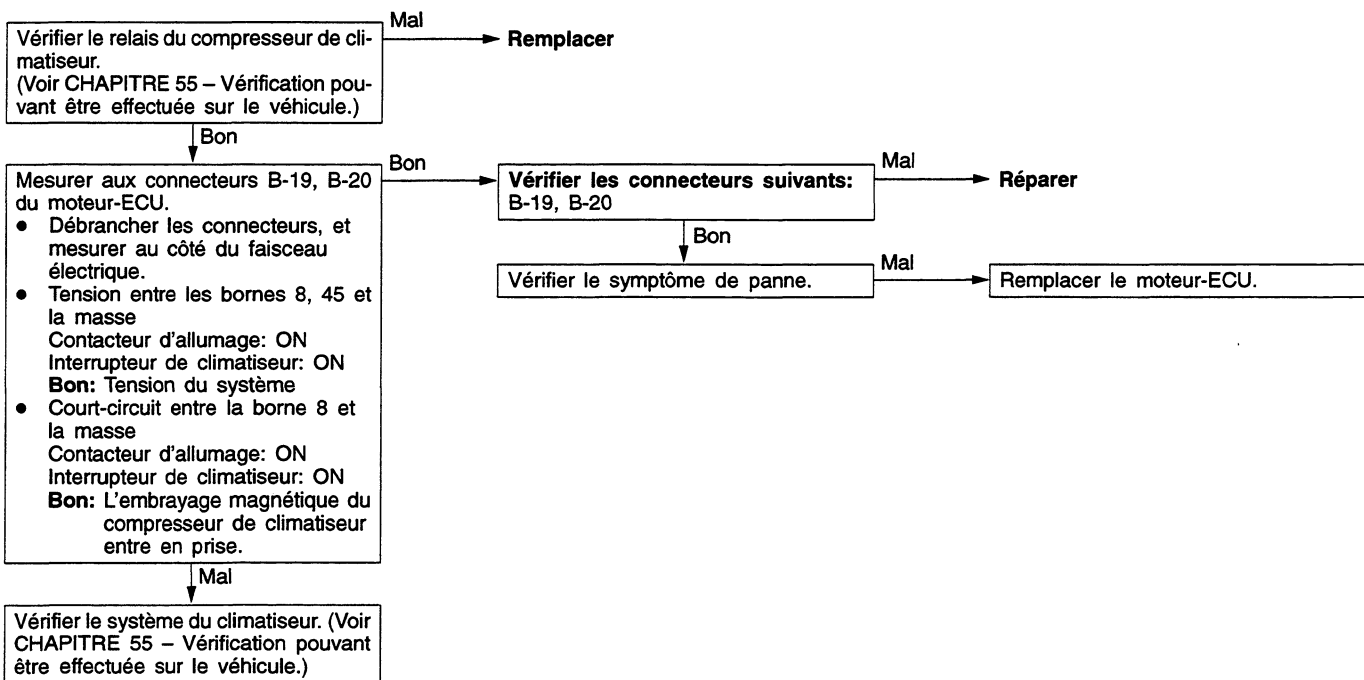 Mal
Vérifier le relais du compresseur de cli-
matiseur.
(Voir CHAPITRE 55 – Vérification pou-
vant être effectuée sur le véhicule.)
Remplacer
Bon
Mesurer aux connecteurs B-19, B-20
du moteur-ECU.
● Débrancher les connecteurs, et
mesurer au côté du faisceau
électrique.
● Tension entre les bornes 8, 45 et
la masse
Contacteur d'allumage: ON
Interrupteur de climatiseur: ON
Bon: Tension du système
● Court-circuit entre la borne 8 et
la masse
Contacteur d'allumage: ON
Interrupteur de climatiseur: ON
Bon: L'embrayage magnétique du
compresseur de climatiseur
entre en prise.
Bon
Vérifier les connecteurs suivants:
B-19, B-20
Mal
Réparer
Bon
Vérifier le symptôme de panne.
Mal
Remplacer le moteur-ECU.
Mal
Vérifier le système du climatiseur. (Voir
CHAPITRE 55 – Vérification pouvant
être effectuée sur le véhicule.)